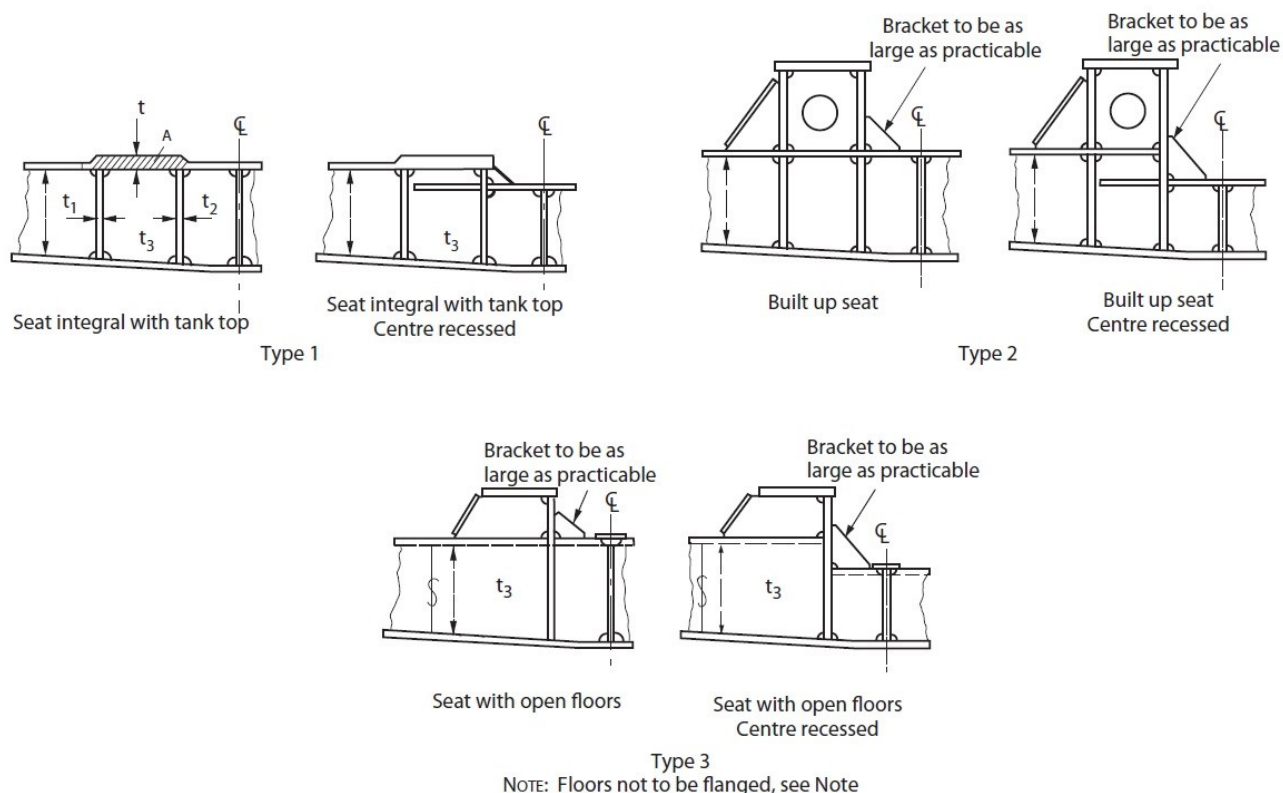 Bracket to be as
large as practicable
Bracket to be as
large as practicable
t
A
℄
℄
℄
℄
t₁
t₂
t₃
t₃
Seat integral with tank top
Seat integral with tank top
Centre recessed
Built up seat
Built up seat
Centre recessed
Type 1
Type 2
Bracket to be as
large as practicable
Bracket to be as
large as practicable
℄
℄
t₃
t₃
Seat with open floors
Seat with open floors
Centre recessed
Type 3
NOTE: Floors not to be flanged, see Note